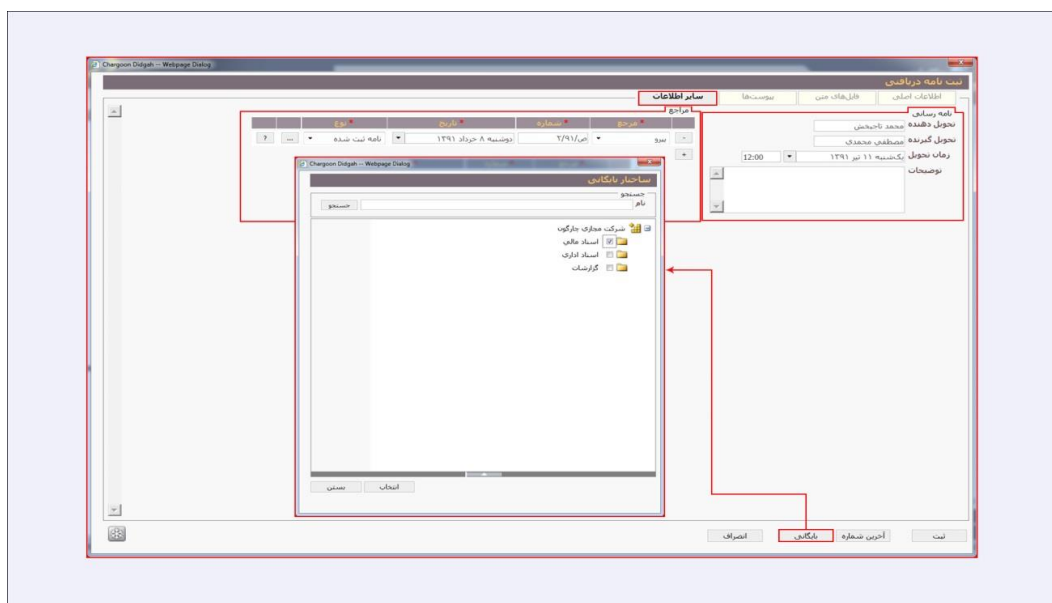 Chargoon Didgah -- Webpage Dialog
ثبت نامه دریافتی
اطلاعات اصلی فایل‌های متن پیوست‌ها سایر اطلاعات
نامه رسانی
تحویل دهنده محمد تاجبخش
تحویل گیرنده مصطفی محمدی
زمان تحویل یکشنبه ۱۱ تیر ۱۳۹۱ 12:00
توضیحات
مراجع
* مرجع * شماره * تاریخ * نوع
- پیرو ص/۲/۹۱ دوشنبه ۸ خرداد ۱۳۹۱ نامه ثبت شده ... ?
+
Chargoon Didgah -- Webpage Dialog
ساختار بایگانی
جستجو
نام جستجو
شرکت مجازی چارگون
اسناد مالی
اسناد اداری
گزارشات
انتخاب بستن
ثبت آخرین شماره بایگانی انصراف